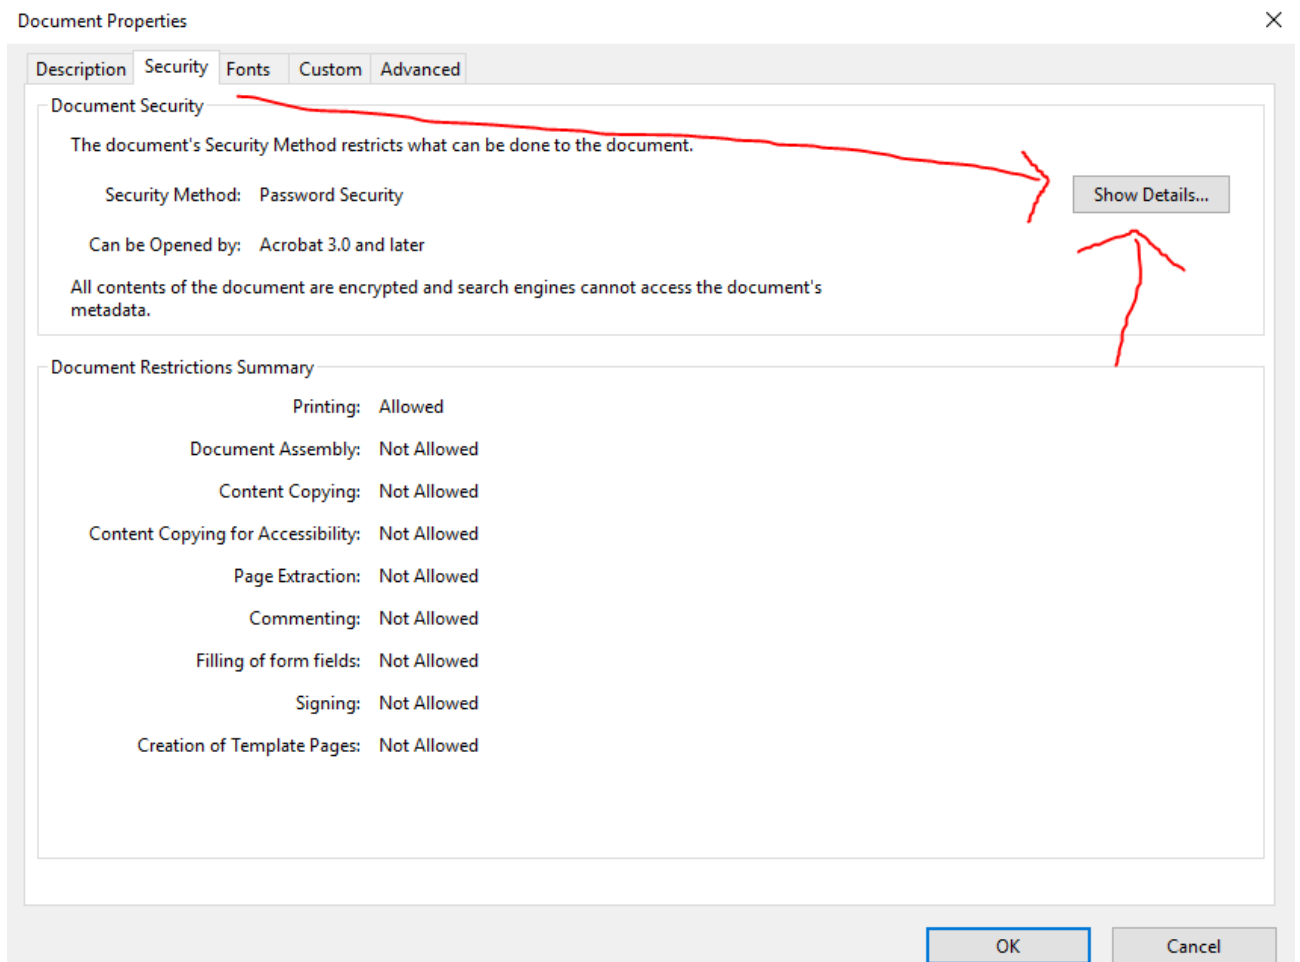 Document Properties
Description Security Fonts Custom Advanced
Document Security
The document's Security Method restricts what can be done to the document.
Security Method: Password Security
Show Details...
Can be Opened by: Acrobat 3.0 and later
All contents of the document are encrypted and search engines cannot access the document's
metadata.
Document Restrictions Summary
Printing: Allowed
Document Assembly: Not Allowed
Content Copying: Not Allowed
Content Copying for Accessibility: Not Allowed
Page Extraction: Not Allowed
Commenting: Not Allowed
Filling of form fields: Not Allowed
Signing: Not Allowed
Creation of Template Pages: Not Allowed
OK Cancel